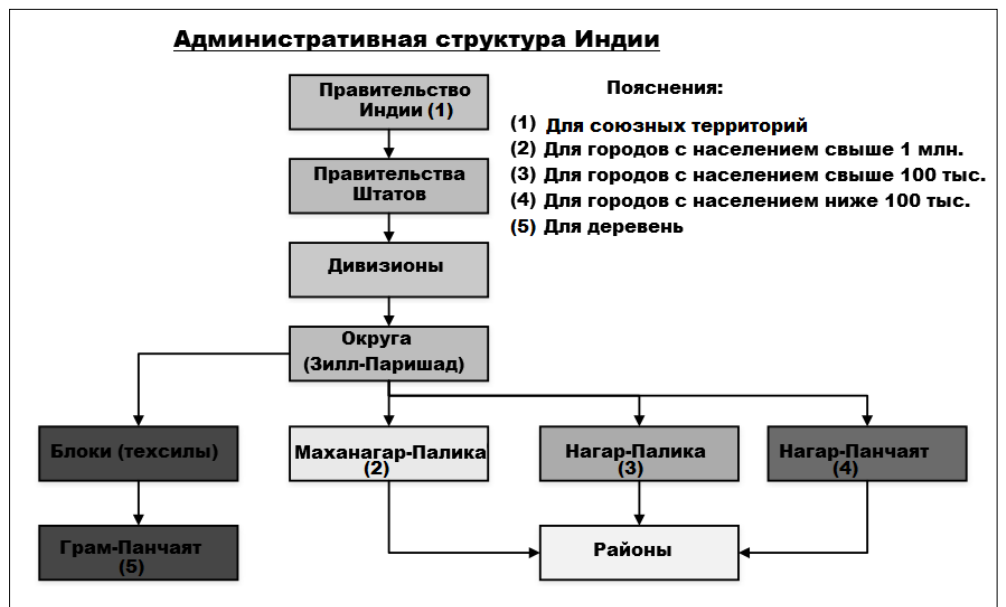 Административная структура Индии
Правительство
Индии (1)
Пояснения:
(1) Для союзных территорий
(2) Для городов с населением свыше 1 млн.
(3) Для городов с населением свыше 100 тыс.
(4) Для городов с населением ниже 100 тыс.
(5) Для деревень
Правительства
Штатов
Дивизионы
Округа
(Зилл-Паришад)
Блоки (техсилы)
Маханагар-Палика
(2)
Нагар-Палика
(3)
Нагар-Панчаят
(4)
Грам-Панчаят
(5)
Районы